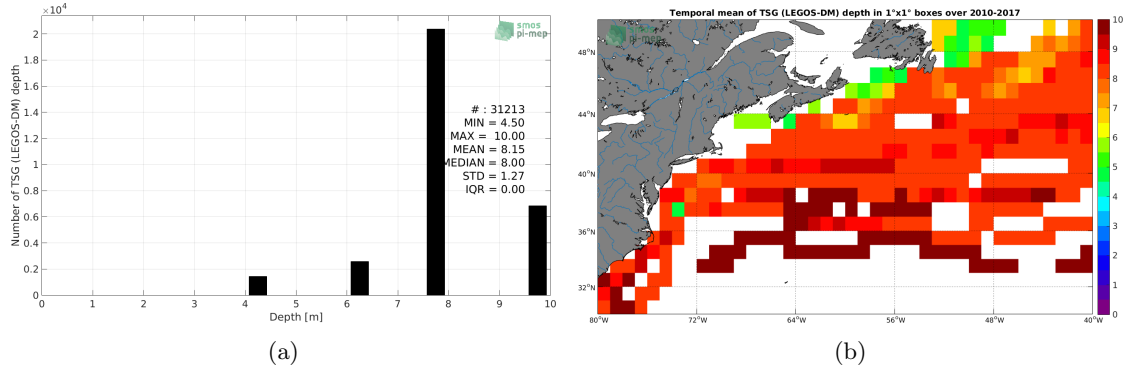 ×10⁴
2
1.8
1.6
1.4
1.2
1
0.8
0.6
0.4
0.2
0
Number of TSG (LEGOS-DM) depth
0 1 2 3 4 5 6 7 8 9 10
Depth [m]
smos
pi-mep
# : 31213
MIN = 4.50
MAX = 10.00
MEAN = 8.15
MEDIAN = 8.00
STD = 1.27
IQR = 0.00
(a)
Temporal mean of TSG (LEGOS-DM) depth in 1°x1° boxes over 2010-2017
smos
pi-mep
48°N
44°N
40°N
36°N
32°N
80°W 72°W 64°W 56°W 48°W 40°W
10
9
8
7
6
5
4
3
2
1
0
(b)